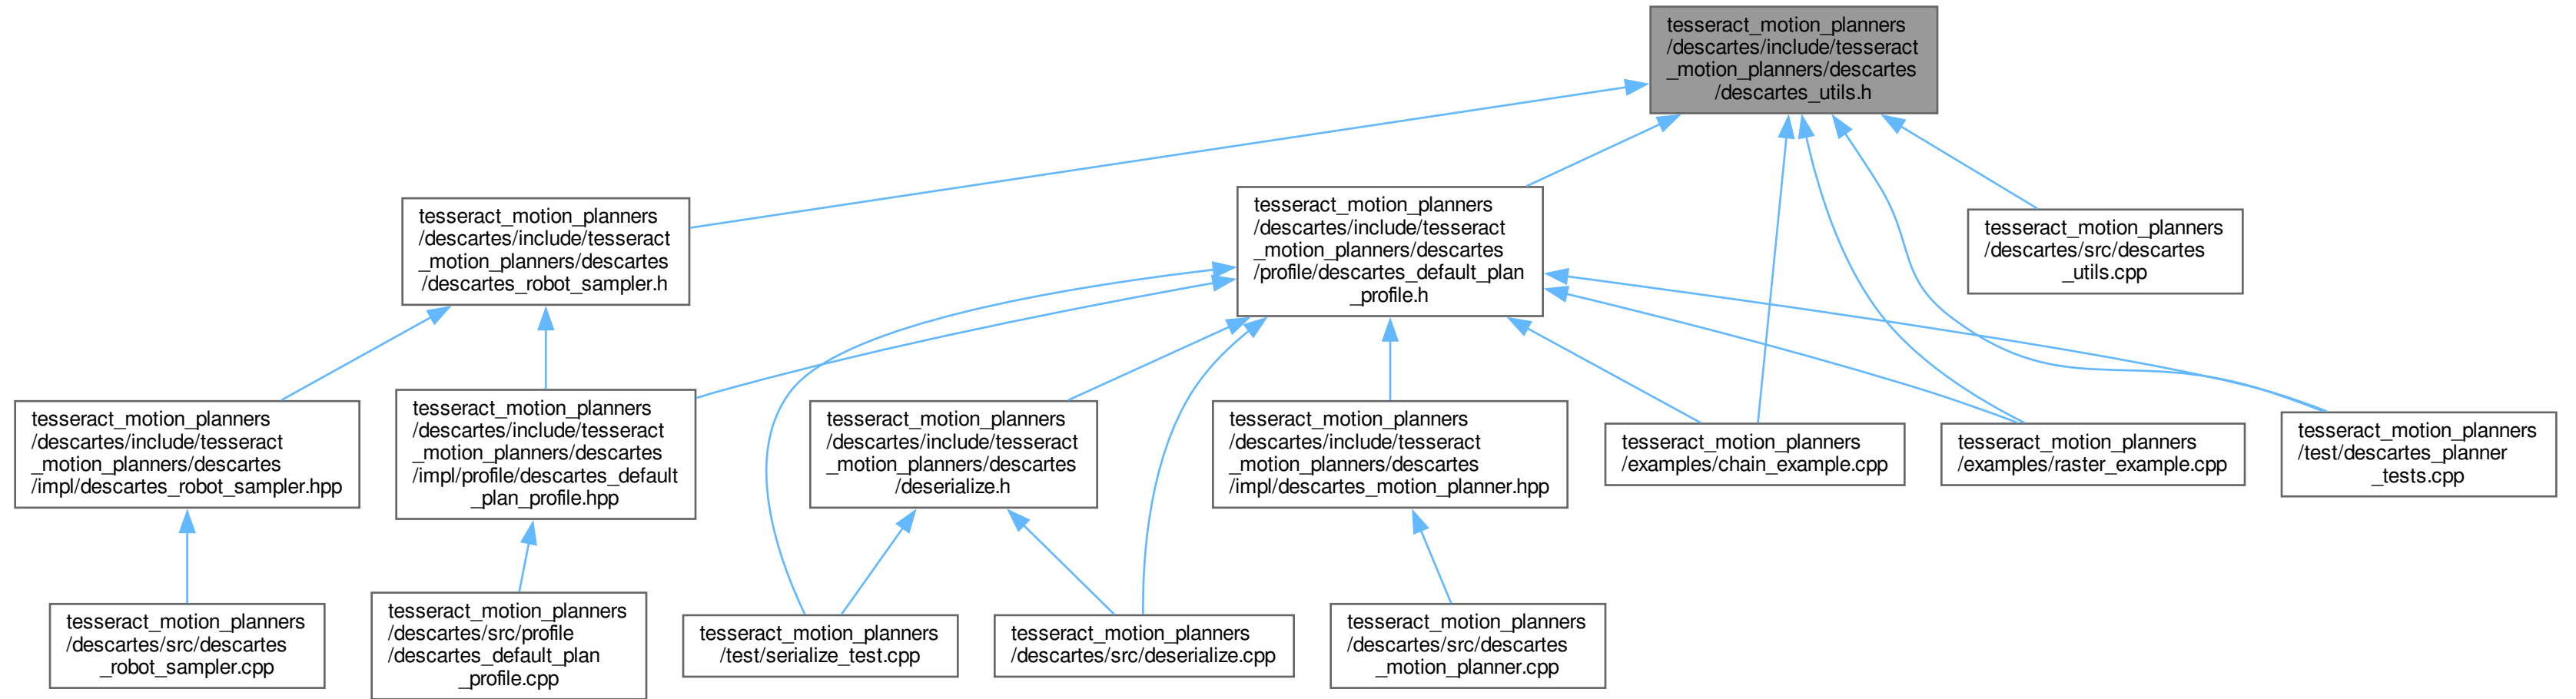 tesseract_motion_planners
/descartes/include/tesseract
_motion_planners/descartes
/descartes_utils.h
tesseract_motion_planners
/descartes/include/tesseract
_motion_planners/descartes
/descartes_robot_sampler.h
tesseract_motion_planners
/descartes/include/tesseract
_motion_planners/descartes
/profile/descartes_default_plan
_profile.h
tesseract_motion_planners
/descartes/src/descartes
_utils.cpp
tesseract_motion_planners
/descartes/include/tesseract
_motion_planners/descartes
/impl/descartes_robot_sampler.hpp
tesseract_motion_planners
/descartes/include/tesseract
_motion_planners/descartes
/impl/profile/descartes_default
_plan_profile.hpp
tesseract_motion_planners
/descartes/include/tesseract
_motion_planners/descartes
/deserialize.h
tesseract_motion_planners
/descartes/include/tesseract
_motion_planners/descartes
/impl/descartes_motion_planner.hpp
tesseract_motion_planners
/examples/chain_example.cpp
tesseract_motion_planners
/examples/raster_example.cpp
tesseract_motion_planners
/test/descartes_planner
_tests.cpp
tesseract_motion_planners
/descartes/src/descartes
_robot_sampler.cpp
tesseract_motion_planners
/descartes/src/profile
/descartes_default_plan
_profile.cpp
tesseract_motion_planners
/test/serialize_test.cpp
tesseract_motion_planners
/descartes/src/deserialize.cpp
tesseract_motion_planners
/descartes/src/descartes
_motion_planner.cpp